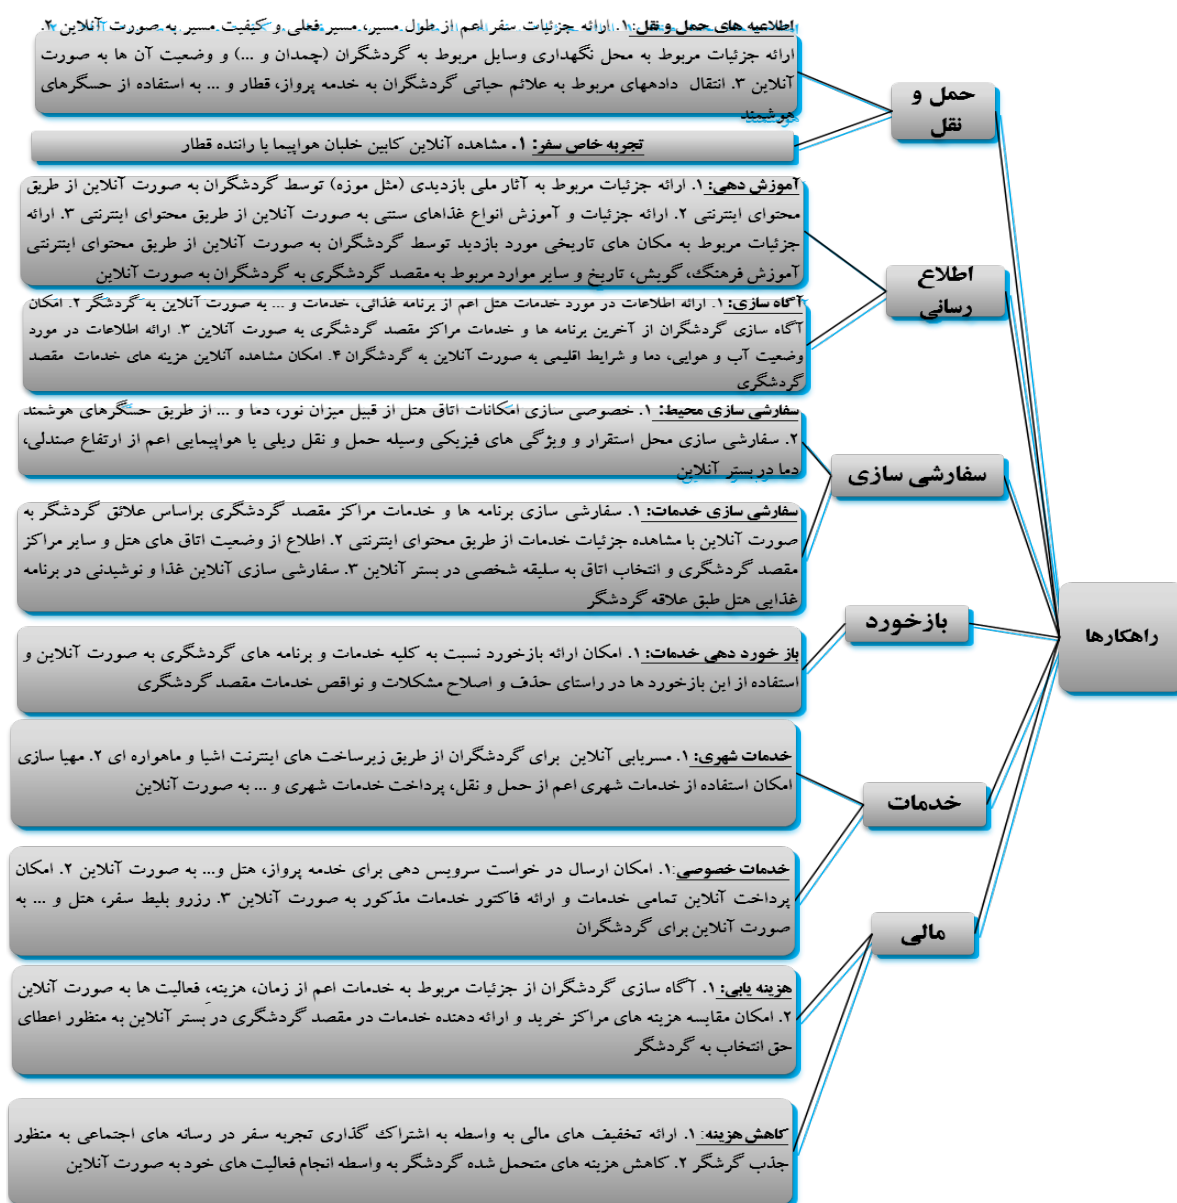 راهکارها
حمل و
نقل
اطلاعیه های حمل و نقل: ۱. ارائه جزئیات سفر اعم از طول مسیر، مسیر فعلی و کیفیت مسیر به صورت آنلاین ۲.
ارائه جزئیات مربوط به محل نگهداری وسایل مربوط به گردشگران (چمدان و ...) و وضعیت آن ها به صورت
آنلاین ۳. انتقال دادههای مربوط به علائم حیاتی گردشگران به خدمه پرواز، قطار و ... به استفاده از حسگرهای
هوشمند
تجربه خاص سفر: ۱. مشاهده آنلاین کابین خلبان هواپیما یا راننده قطار
اطلاع
رسانی
آموزش دهی: ۱. ارائه جزئیات مربوط به آثار ملی بازدیدی (مثل موزه) توسط گردشگران به صورت آنلاین از طریق
محتوای اینترنتی ۲. ارائه جزئیات و آموزش انواع غذاهای سنتی به صورت آنلاین از طریق محتوای اینترنتی ۳. ارائه
جزئیات مربوط به مکان های تاریخی مورد بازدید توسط گردشگران به صورت آنلاین از طریق محتوای اینترنتی
آموزش فرهنگ، گویش، تاریخ و سایر موارد مربوط به مقصد گردشگری به گردشگران به صورت آنلاین
آگاه سازی: ۱. ارائه اطلاعات در مورد خدمات هتل اعم از برنامه غذائی، خدمات و ... به صورت آنلاین به گردشگر ۲. امکان
آگاه سازی گردشگران از آخرین برنامه ها و خدمات مراکز مقصد گردشگری به صورت آنلاین ۳. ارائه اطلاعات در مورد
وضعیت آب و هوایی، دما و شرایط اقلیمی به صورت آنلاین به گردشگران ۴. امکان مشاهده آنلاین هزینه های خدمات مقصد
گردشگری
سفارشی سازی
سفارشی سازی محیط: ۱. خصوصی سازی امکانات اتاق هتل از قبیل میزان نور، دما و ... از طریق حسگرهای هوشمند
۲. سفارشی سازی محل استقرار و ویژگی های فیزیکی وسیله حمل و نقل ریلی یا هواپیمایی اعم از ارتفاع صندلی،
دما در بستر آنلاین
سفارشی سازی خدمات: ۱. سفارشی سازی برنامه ها و خدمات مراکز مقصد گردشگری براساس علائق گردشگر به
صورت آنلاین با مشاهده جزئیات خدمات از طریق محتوای اینترنتی ۲. اطلاع از وضعیت اتاق های هتل و سایر مراکز
مقصد گردشگری و انتخاب اتاق به سلیقه شخصی در بستر آنلاین ۳. سفارشی سازی آنلاین غذا و نوشیدنی در برنامه
غذایی هتل طبق علاقه گردشگر
بازخورد
باز خورد دهی خدمات: ۱. امکان ارائه بازخورد نسبت به کلیه خدمات و برنامه های گردشگری به صورت آنلاین و
استفاده از این بازخورد ها در راستای حذف و اصلاح مشکلات و نواقص خدمات مقصد گردشگری
خدمات
خدمات شهری: ۱. مسریابی آنلاین برای گردشگران از طریق زیرساخت های اینترنت اشیا و ماهواره ای ۲. مهیا سازی
امکان استفاده از خدمات شهری اعم از حمل و نقل، پرداخت خدمات شهری و ... به صورت آنلاین
خدمات خصوصی: ۱. امکان ارسال در خواست سرویس دهی برای خدمه پرواز، هتل و... به صورت آنلاین ۲. امکان
پرداخت آنلاین تمامی خدمات و ارائه فاکتور خدمات مذکور به صورت آنلاین ۳. رزرو بلیط سفر، هتل و ... به
صورت آنلاین برای گردشگران
مالی
هزینه یابی: ۱. آگاه سازی گردشگران از جزئیات مربوط به خدمات اعم از زمان، هزینه، فعالیت ها به صورت آنلاین
۲. امکان مقایسه هزینه های مراکز خرید و ارائه دهنده خدمات در مقصد گردشگری در بستر آنلاین به منظور اعطای
حق انتخاب به گردشگر
کاهش هزینه: ۱. ارائه تخفیف های مالی به واسطه به اشتراک گذاری تجربه سفر در رسانه های اجتماعی به منظور
جذب گرشگر ۲. کاهش هزینه های متحمل شده گردشگر به واسطه انجام فعالیت های خود به صورت آنلاین